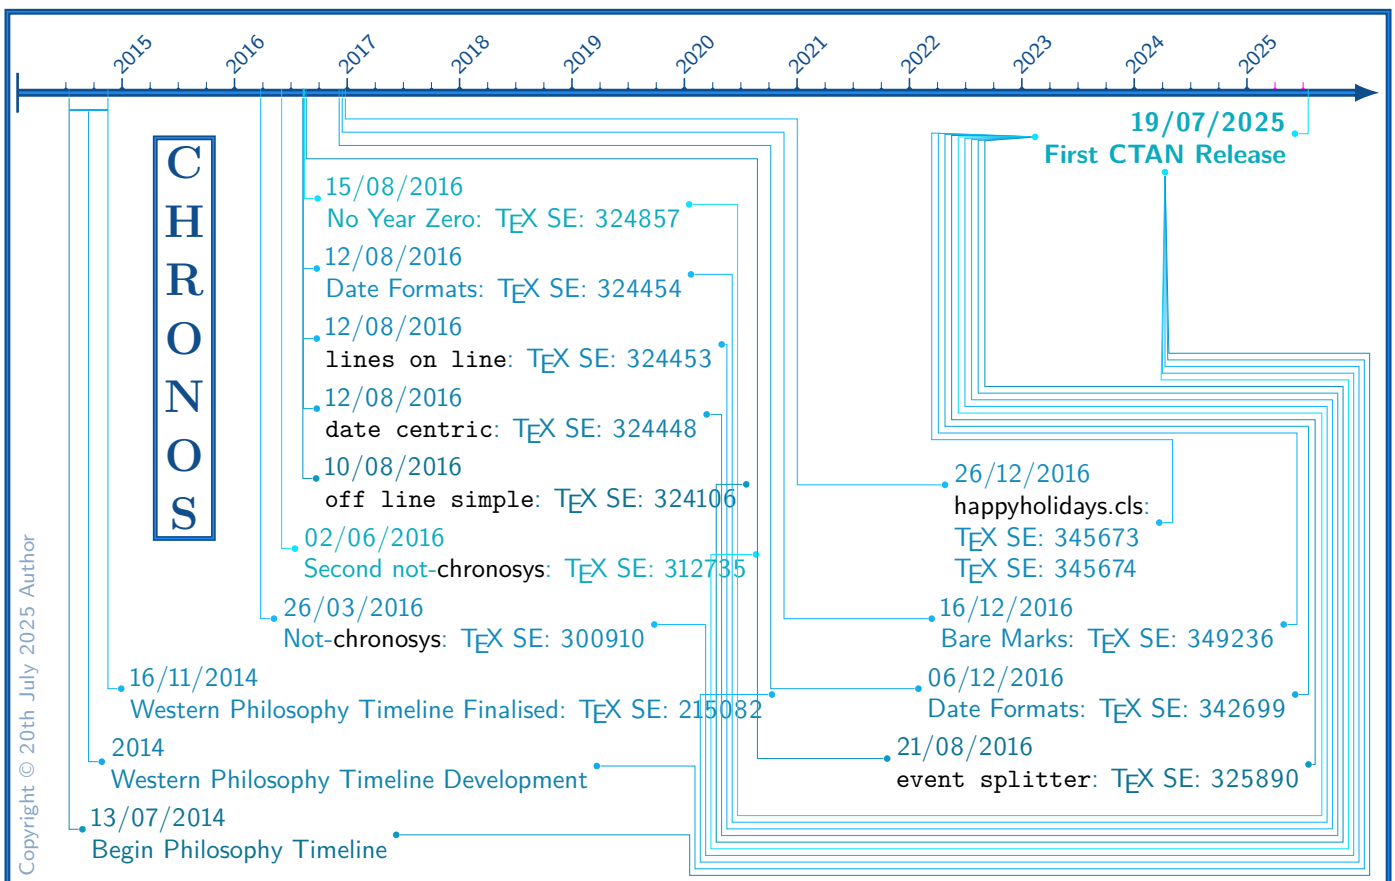 2015 2016 2017 2018 2019 2020 2021 2022 2023 2024 2025
CHRONOS
19/07/2025
First CTAN Release
15/08/2016
No Year Zero: TEX SE: 324857
12/08/2016
Date Formats: TEX SE: 324454
12/08/2016
lines on line: TEX SE: 324453
12/08/2016
date centric: TEX SE: 324448
10/08/2016
off line simple: TEX SE: 324106
02/06/2016
Second not-chronosys: TEX SE: 312735
26/03/2016
Not-chronosys: TEX SE: 300910
16/11/2014
Western Philosophy Timeline Finalised: TEX SE: 215082
2014
Western Philosophy Timeline Development
13/07/2014
Begin Philosophy Timeline
26/12/2016
happyholidays.cls:
TEX SE: 345673
TEX SE: 345674
16/12/2016
Bare Marks: TEX SE: 349236
06/12/2016
Date Formats: TEX SE: 342699
21/08/2016
event splitter: TEX SE: 325890
Copyright © 20th July 2025 Author